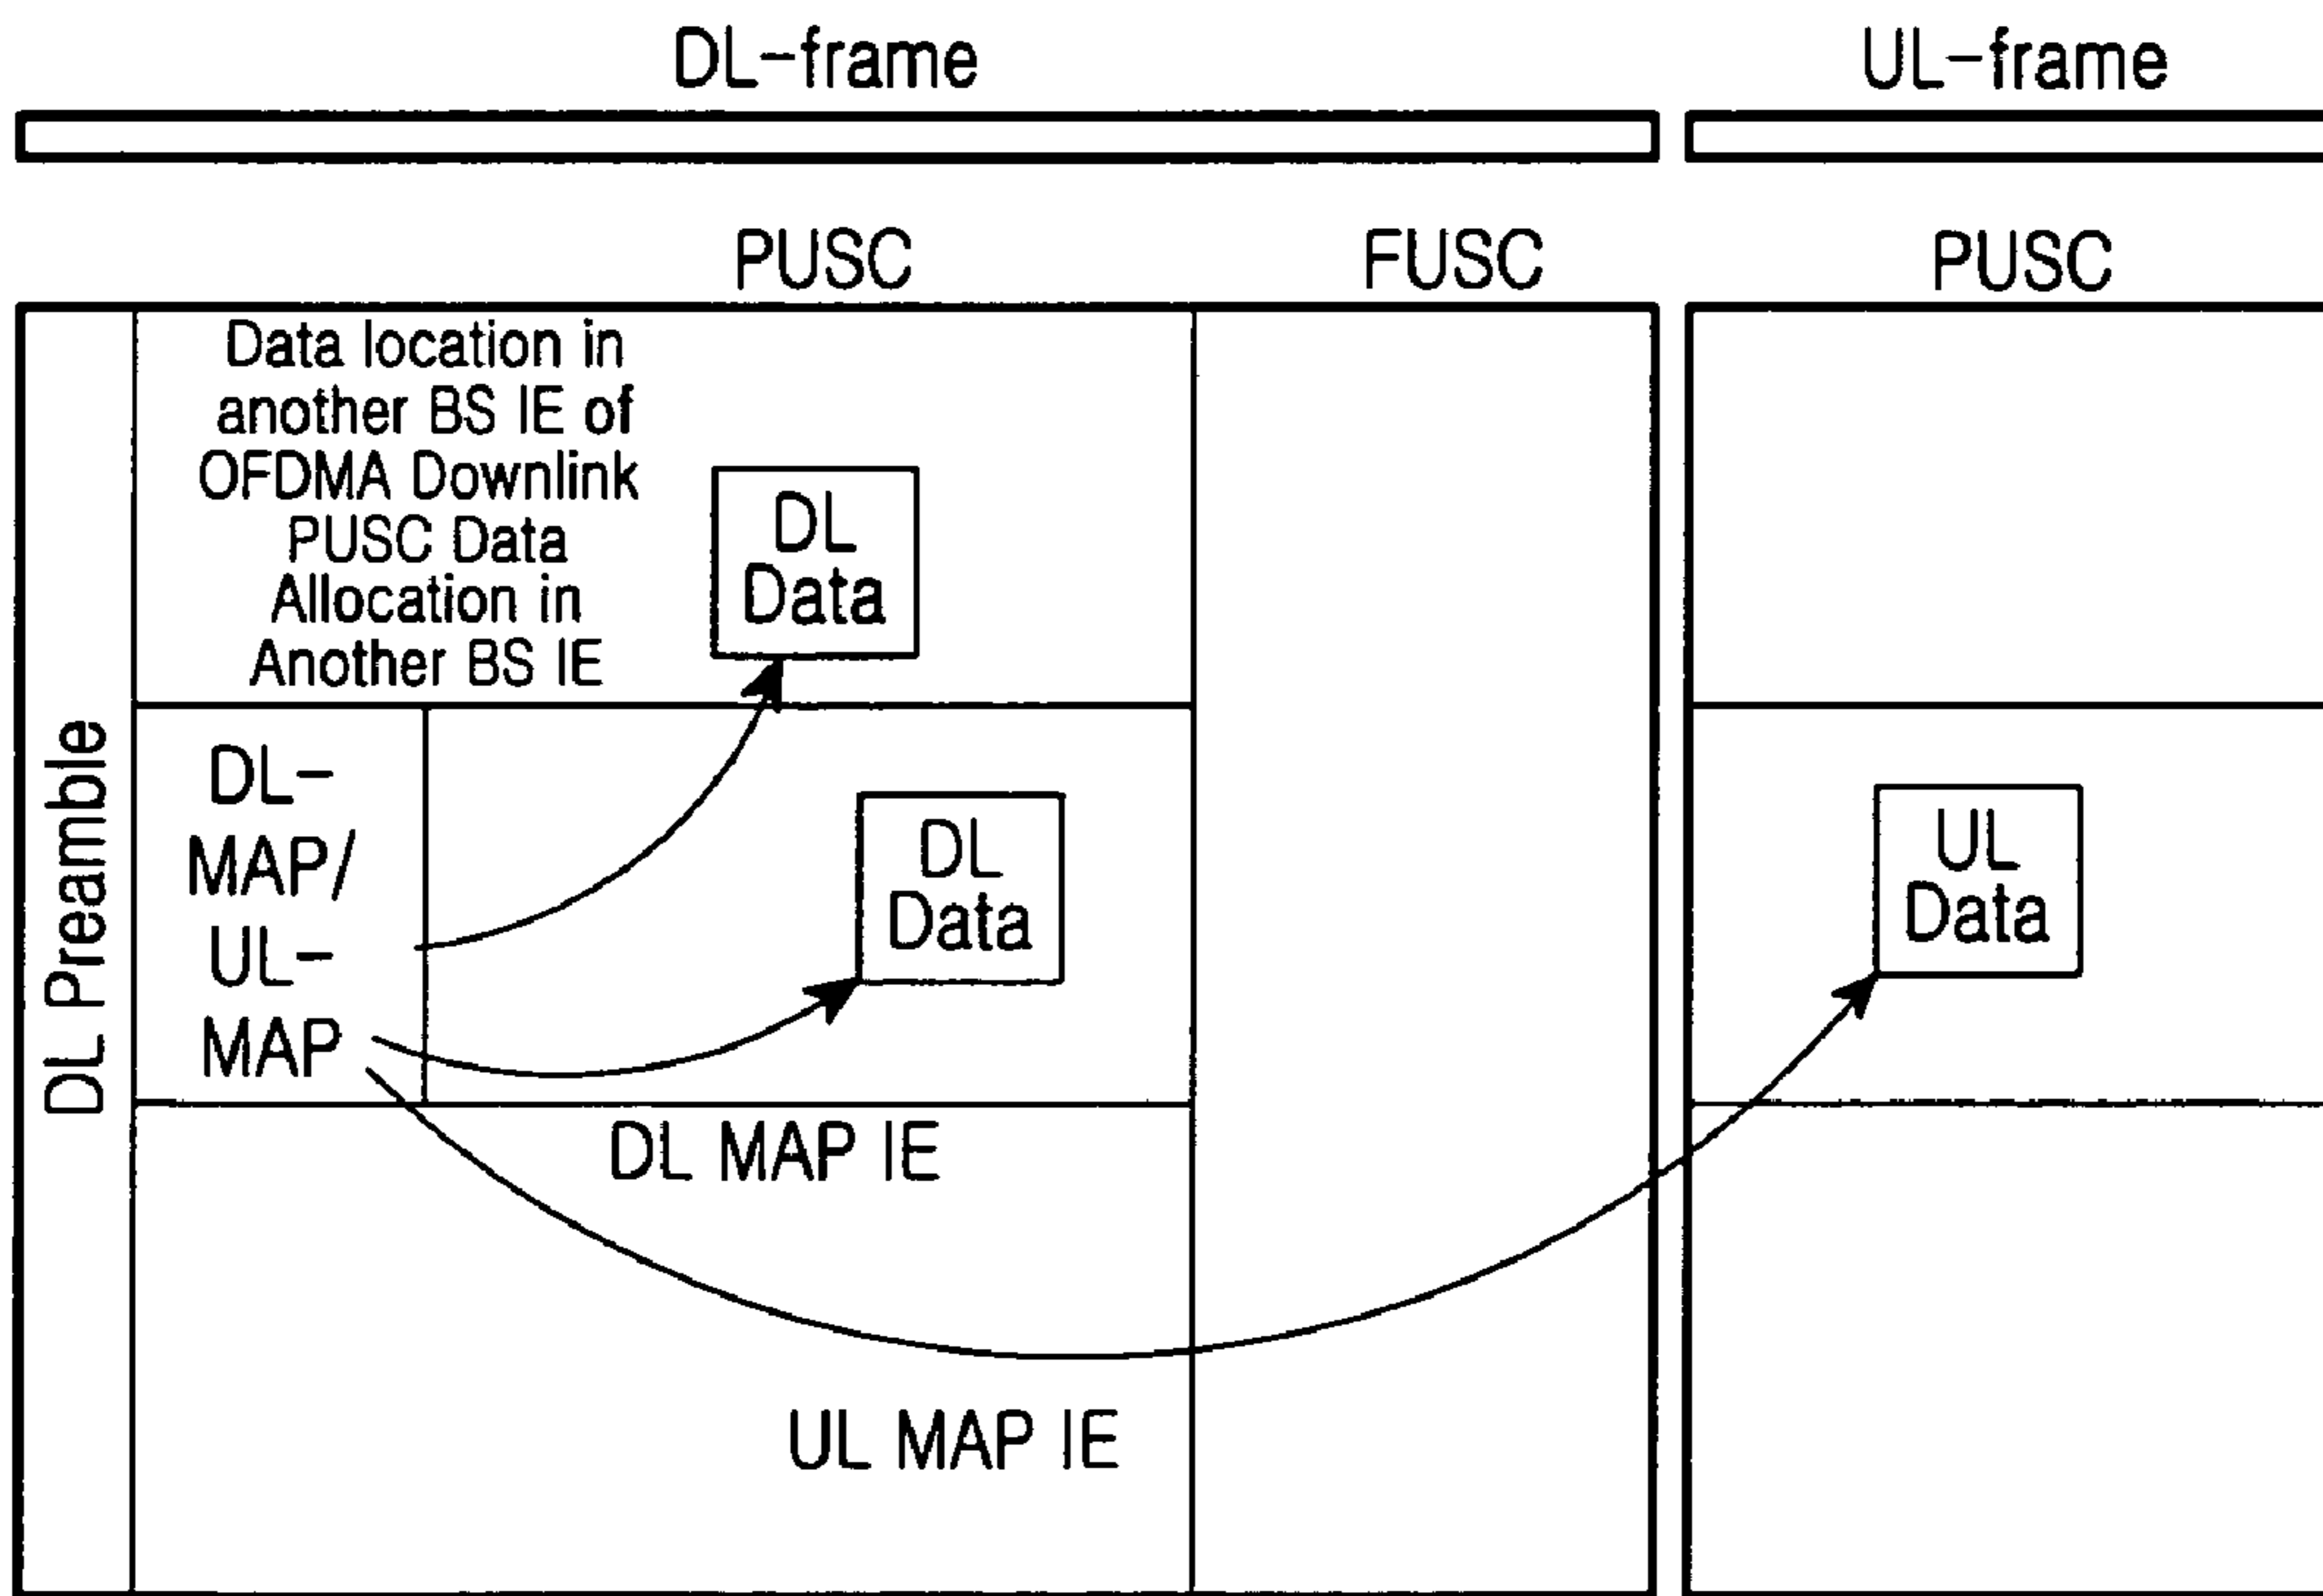 DL-frame
UL-frame
PUSC
FUSC
PUSC
DL Preamble
Data location in
another BS IE of
OFDMA Downlink
PUSC Data
Allocation in
Another BS IE
DL
Data
DL-
MAP/
UL-
MAP
DL
Data
UL
Data
DL MAP IE
UL MAP IE